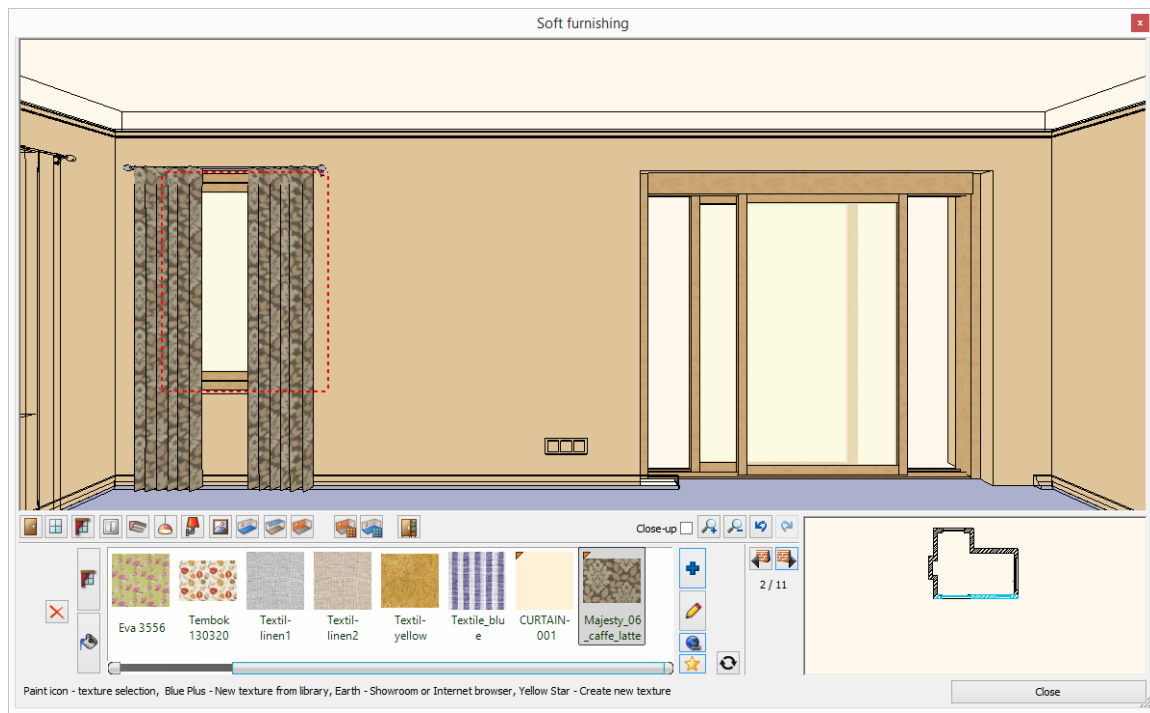 Soft furnishing
x
Close-up
2 / 11
Eva 3556
Tembok
130320
Textil-
linen1
Textil-
linen2
Textil-
yellow
Textile_blu
e
CURTAIN-
001
Majesty_06
_caffe_latte
Paint icon - texture selection, Blue Plus - New texture from library, Earth - Showroom or Internet browser, Yellow Star - Create new texture
Close